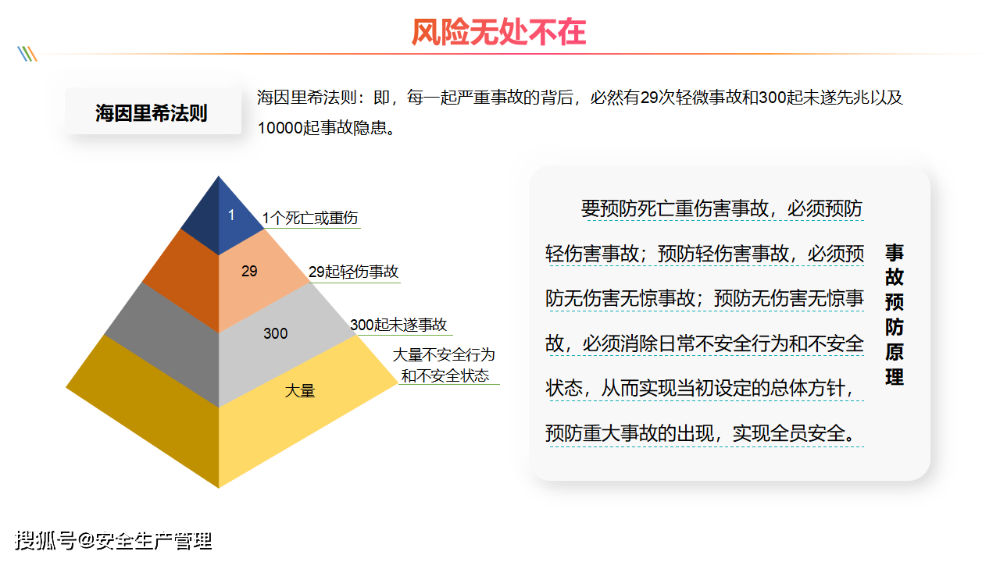 风险无处不在
海因里希法则
海因里希法则：即，每一起严重事故的背后，必然有29次轻微事故和300起未遂先兆以及
10000起事故隐患。
1
1个死亡或重伤
29
29起轻伤事故
300
300起未遂事故
大量
大量不安全行为
和不安全状态
要预防死亡重伤害事故，必须预防
轻伤害事故；预防轻伤害事故，必须预
防无伤害无惊事故；预防无伤害无惊事
故，必须消除日常不安全行为和不安全
状态，从而实现当初设定的总体方针，
预防重大事故的出现，实现全员安全。
事故预防原理
搜狐号@安全生产管理